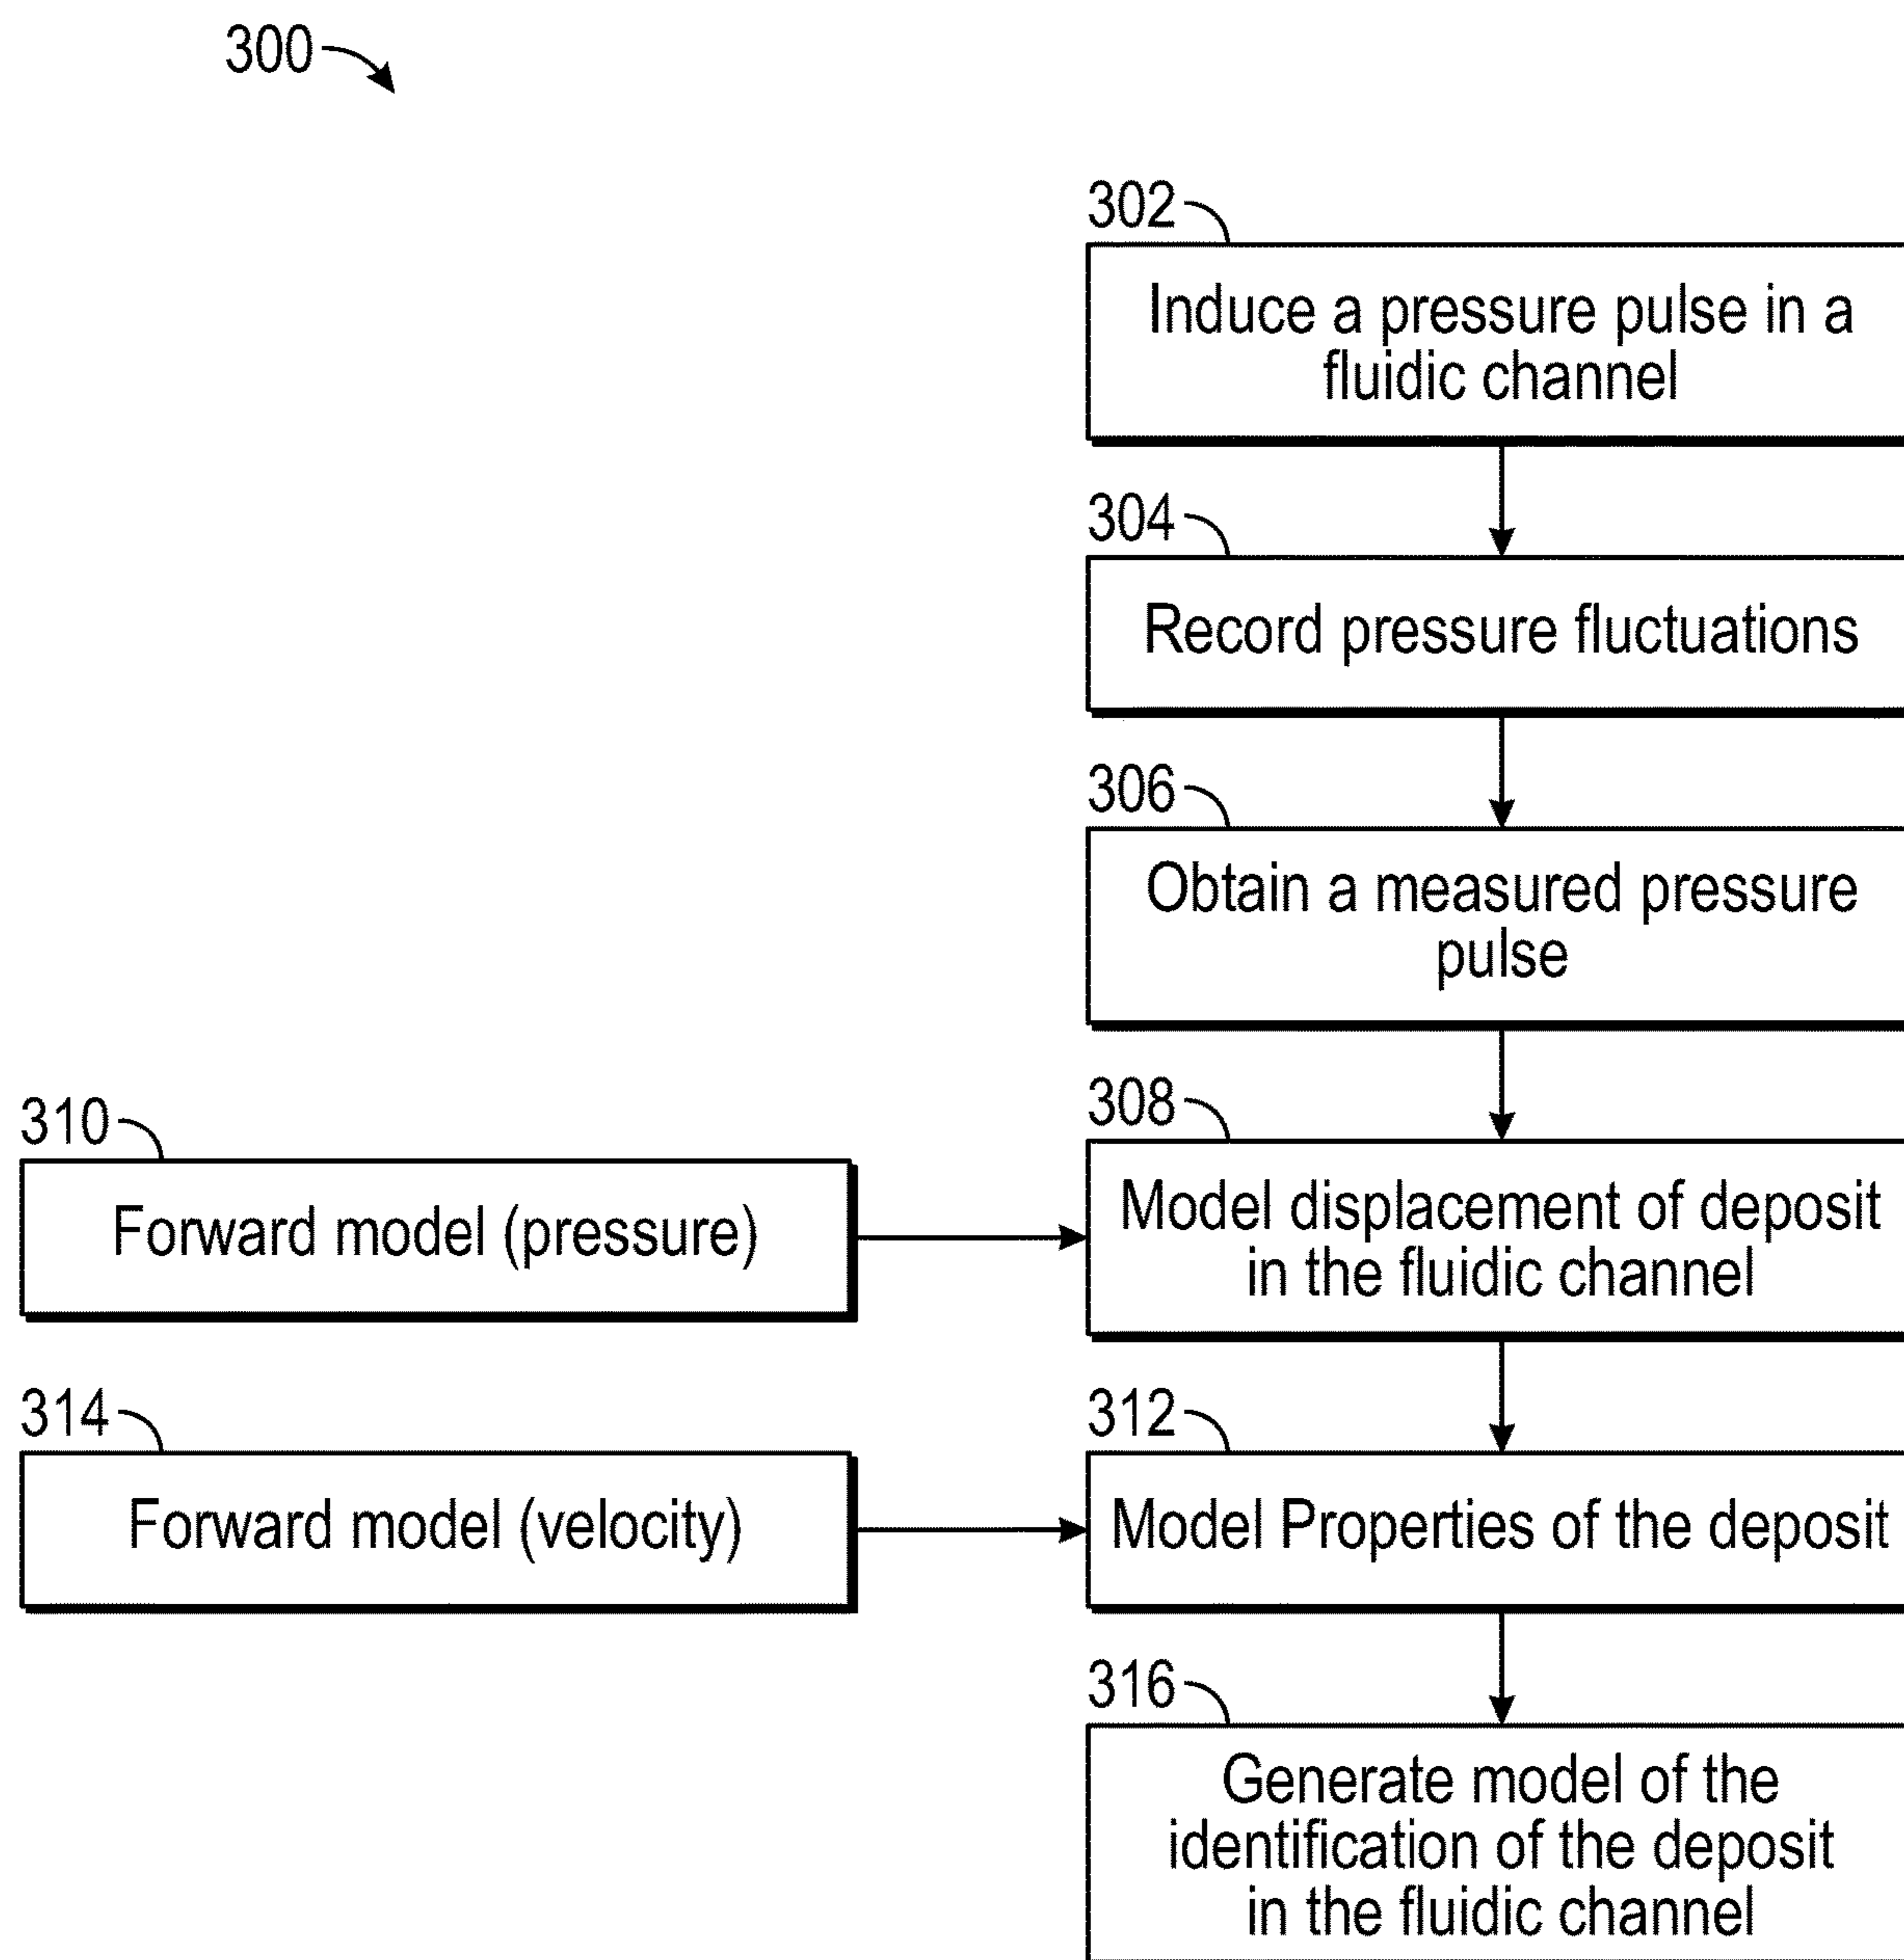 300
302
Induce a pressure pulse in a
fluidic channel
304
Record pressure fluctuations
306
Obtain a measured pressure
pulse
308
Model displacement of deposit
in the fluidic channel
310
Forward model (pressure)
312
Model Properties of the deposit
314
Forward model (velocity)
316
Generate model of the
identification of the deposit
in the fluidic channel